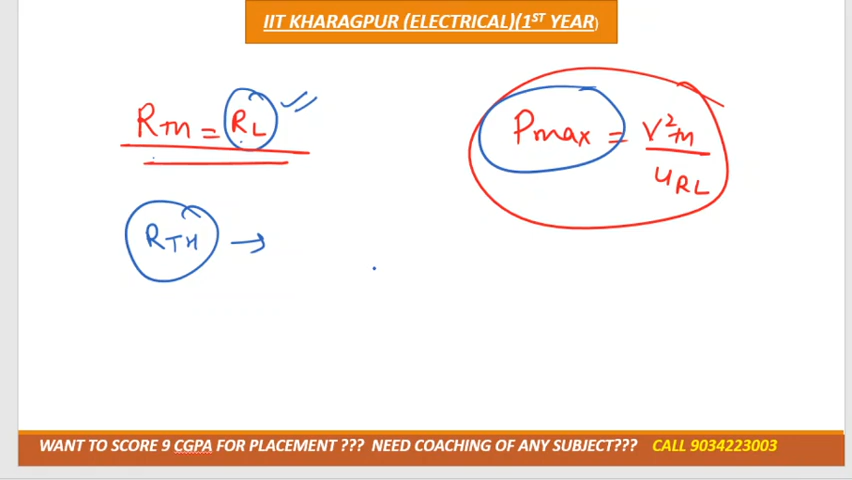 IIT KHARAGPUR (ELECTRICAL)(1ST YEAR)
RTH = RL
Pmax = V²TH / 4RL
RTH →
WANT TO SCORE 9 CGPA FOR PLACEMENT ??? NEED COACHING OF ANY SUBJECT??? CALL 9034223003